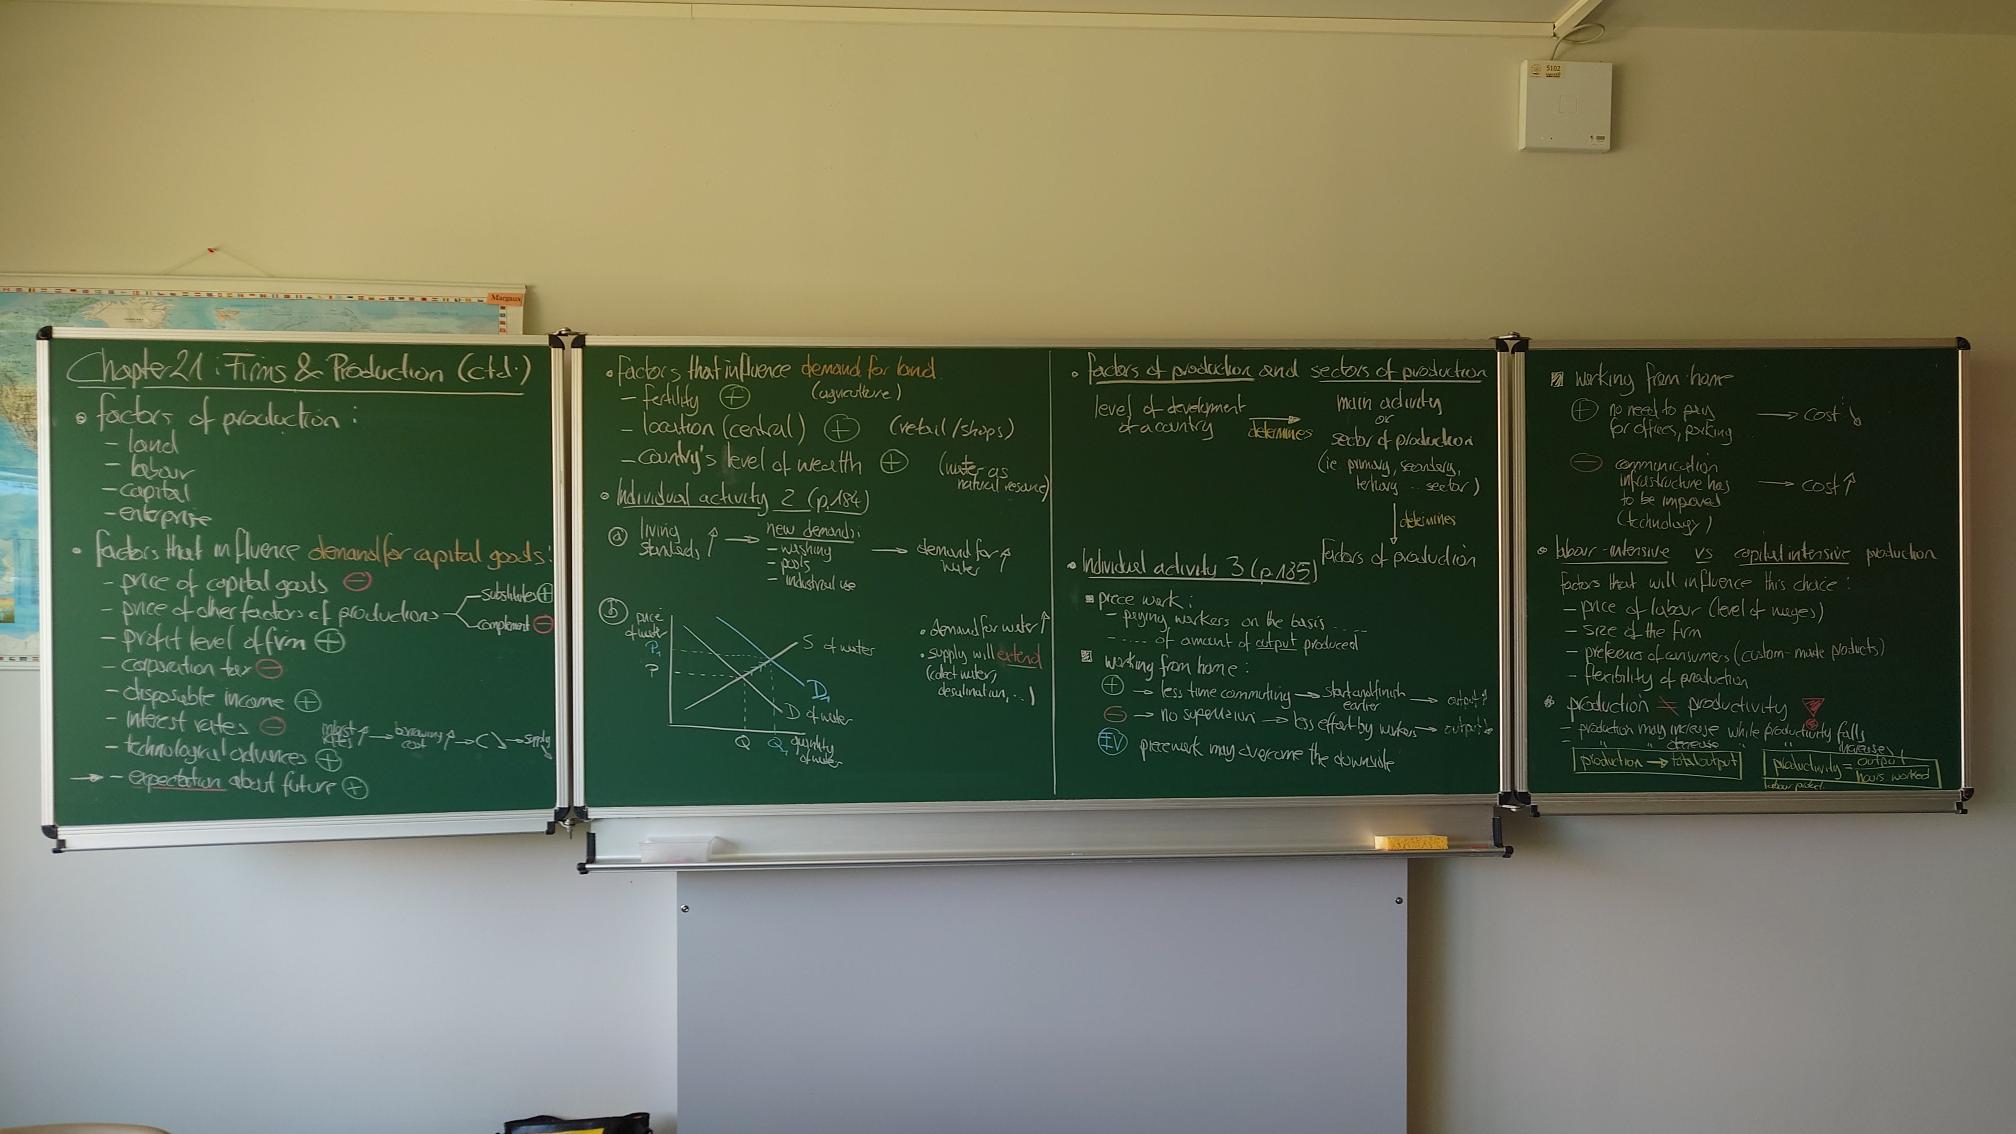 Chapter 21 : Firms & Production (ctd.)
• factors of production :
- land
- labour
- capital
- enterprise
• factors that influence demand for capital goods :
- price of capital goods ⊖
- price of other factors of productions
substitutes ⊕
complement ⊖
- profit level of firm ⊕
- corporation tax ⊖
- disposable income ⊕
- interest rates ⊖
interest rates ↑ → borrowing cost ↑ → C ↘ → supply
- technological advances ⊕
→ - expectation about future ⊕
• factors that influence demand for land
- fertility ⊕ (agriculture)
- location (central) ⊕ (retail / shops)
- country's level of wealth ⊕ (water as
natural resource)
• Individual activity 2 (p.184)
ⓐ living
standards ↑ → new demands:
- washing
- pools
- industrial use
→ demand for
water ↑
ⓑ price
of water
P₁
P
S of water
D₁
D of water
Q Q₁ quantity
of water
• demand for water ↑
• supply will extend
(collect water,
desalination, ...)
• factors of production and sectors of production
level of development
of a country
determines
main activity
or
sector of production
(ie primary, secondary,
tertiary .. sector)
↓ determines
factors of production
• Individual activity 3 (p.185)
piece work :
- paying workers on the basis ....
- ..... of amount of output produced
working from home :
⊕ → less time commuting → start and finish
earlier → output ↑
⊖ → no supervision → less effort by workers → output ↓
EV piecework may overcome the downside
working from home
⊕ no need to pay
for offices, parking → cost ↘
⊖ communication
infrastructure has
to be improved
(technology) → cost ↑
• labour-intensive vs capital intensive production
factors that will influence this choice :
- price of labour (level of wages)
- size of the firm
- preference of consumers (custom-made products)
- flexibility of production
• production ≠ productivity
- production may increase while productivity falls
- " " decrease " " increases
production → total output
productivity = output
hours worked
5102
Margaux